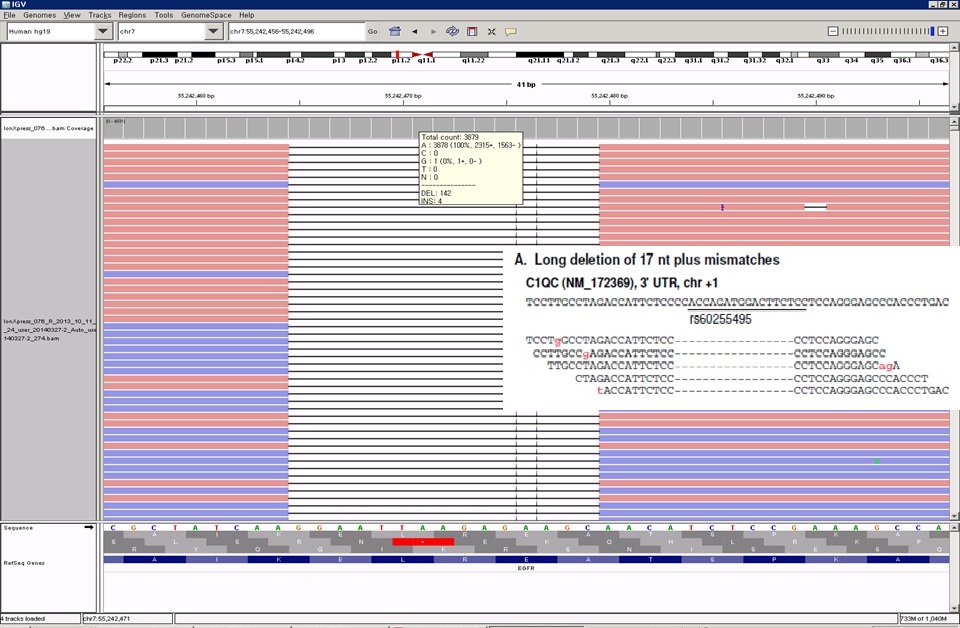 IGV
File Genomes View Tracks Regions Tools GenomeSpace Help
Human hg19 chr7 chr7:55,242,456-55,242,496 Go
p22.2 p21.3 p21.2 p15.3 p15.1 p14.2 p13 p12.2 p11.2 q11.1 q11.22 q21.11 q21.12 q21.3 q22.1 q22.3 q31.1 q31.2 q31.32 q32.1 q33 q34 q35 q36.1 q36.3
41 bp
55,242,460 bp 55,242,470 bp 55,242,480 bp 55,242,490 bp
IonXpress_076....bam Coverage
Total count: 3879
A : 3878 (100%, 2315+, 1563- )
C : 0
G : 1 (0%, 1+, 0- )
T : 0
N : 0
---------------
DEL: 142
INS: 4
A. Long deletion of 17 nt plus mismatches
C1QC (NM_172369), 3' UTR, chr +1
TCCTTGCCTAGACCATTCTCCCCACCAGATGGACTTCTCCTCCAGGGAGCCCACCCTGAC
rs60255495
TCCTgGCCTAGACCATTCTCC-----------------CCTCCAGGGAGC
CCTTGCCgAGACCATTCTCC-----------------CCTCCAGGGAGCC
TTGCCTAGACCATTCTCC-----------------CCTCCAGGGAGCagA
CTAGACCATTCTCC-----------------CCTCCAGGGAGCCCACCCT
tACCATTCTCC-----------------CCTCCAGGGAGCCCACCCTGAC
IonXpress_076_R_2013_10_11_
_24_user_20140327-2_Auto_use
140327-2_274.bam
Sequence
C G C T A T C A A G G A A T T A A G A G A A G C A A C A T C T C C G A A A G C C A
RefSeq Genes
A I K E L R E A T S P K A
EGFR
4 tracks loaded chr7:55,242,471 733M of 1,040M